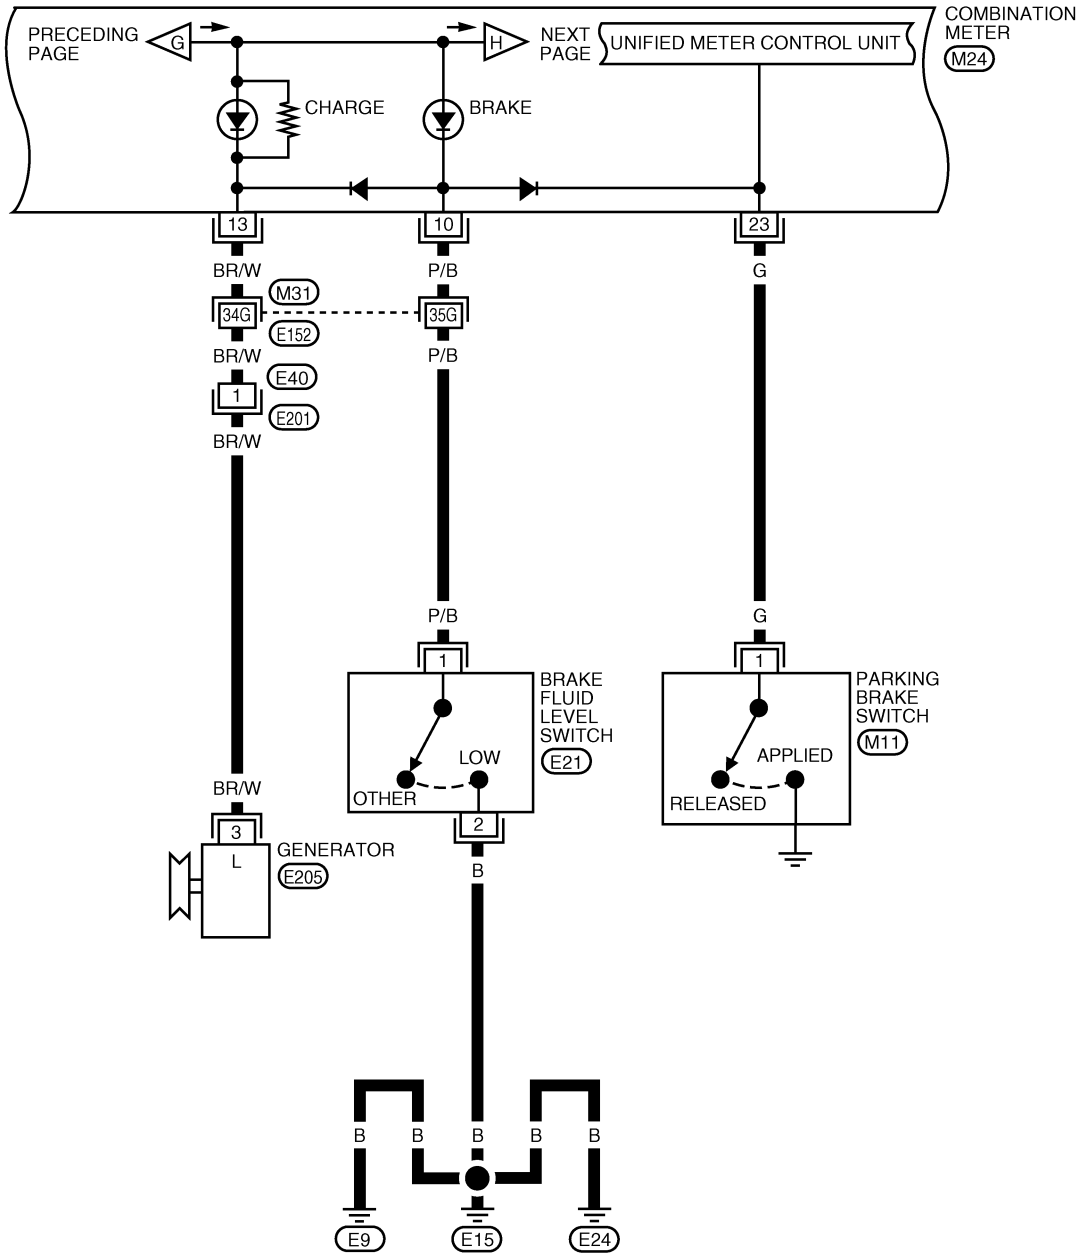 PRECEDING
PAGE
G
H
NEXT
PAGE
UNIFIED METER CONTROL UNIT
COMBINATION
METER
M24
CHARGE
BRAKE
13
10
23
BR/W
P/B
G
M31
34G
35G
E152
BR/W
P/B
E40
1
E201
BR/W
P/B
G
1
1
BRAKE
FLUID
LEVEL
SWITCH
E21
LOW
OTHER
2
PARKING
BRAKE
SWITCH
M11
APPLIED
RELEASED
BR/W
3
L
GENERATOR
E205
B
B
B
B
B
B
E9
E15
E24